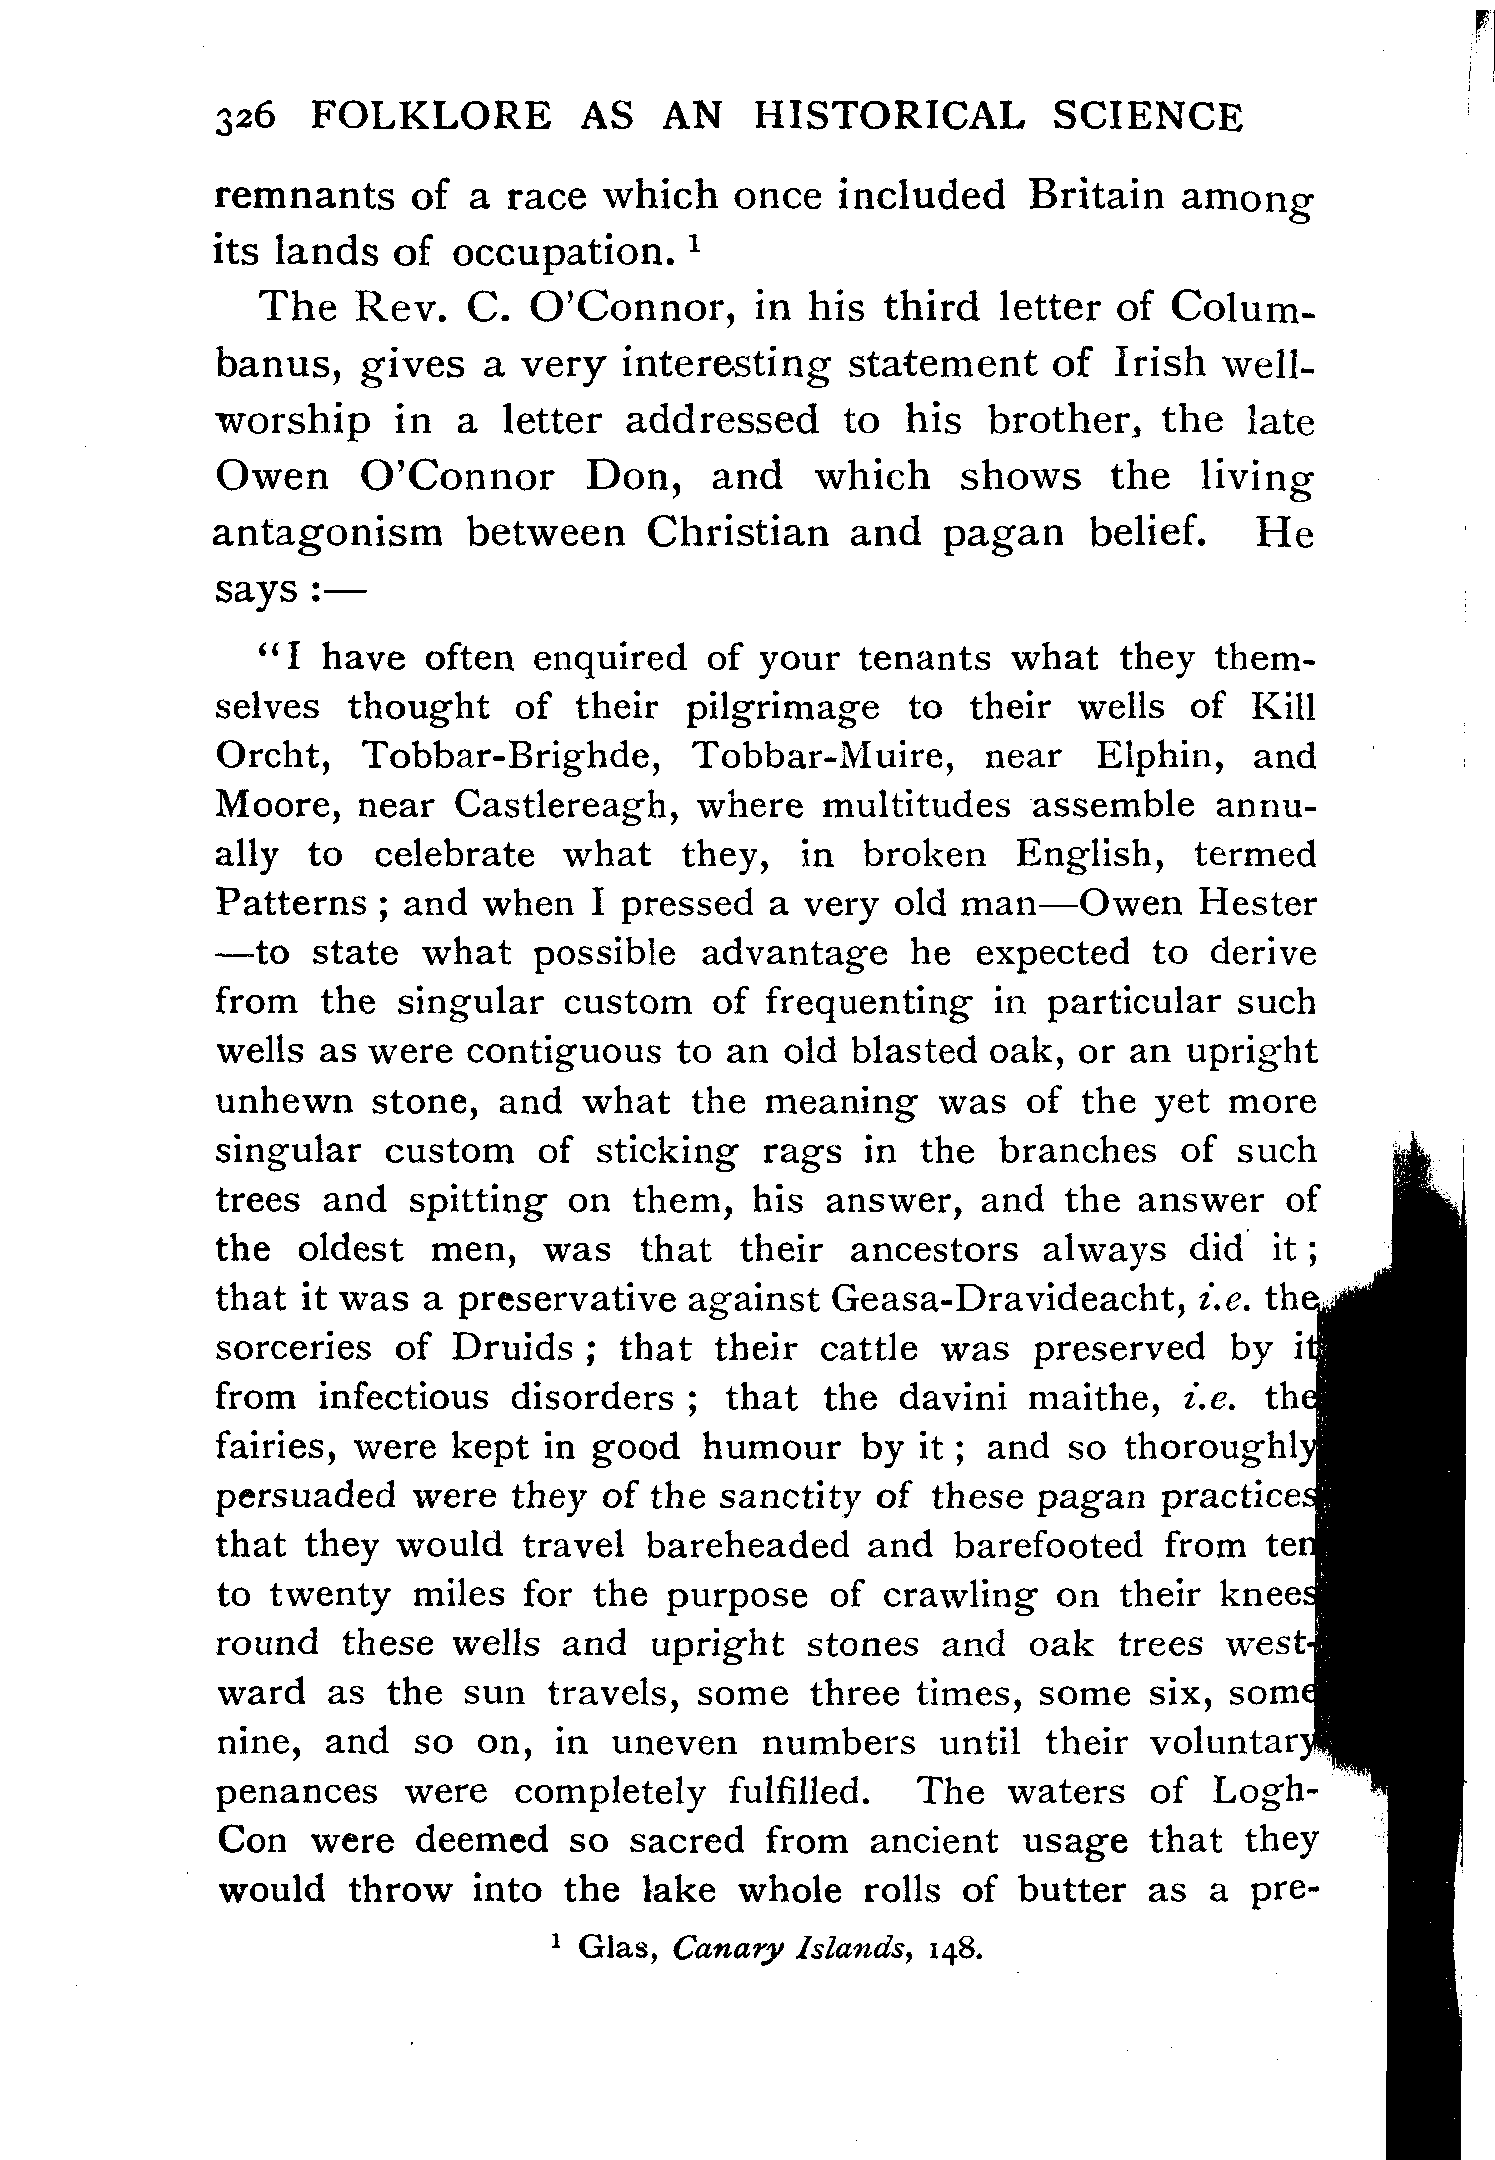 326 FOLKLORE AS AN HISTORICAL SCIENCE
remnants of a race which once included Britain among
its lands of occupation. ¹
The Rev. C. O'Connor, in his third letter of Colum-
banus, gives a very interesting statement of Irish well-
worship in a letter addressed to his brother, the late
Owen O'Connor Don, and which shows the living
antagonism between Christian and pagan belief. He
says :—
"I have often enquired of your tenants what they them-
selves thought of their pilgrimage to their wells of Kill
Orcht, Tobbar-Brighde, Tobbar-Muire, near Elphin, and
Moore, near Castlereagh, where multitudes assemble annu-
ally to celebrate what they, in broken English, termed
Patterns ; and when I pressed a very old man—Owen Hester
—to state what possible advantage he expected to derive
from the singular custom of frequenting in particular such
wells as were contiguous to an old blasted oak, or an upright
unhewn stone, and what the meaning was of the yet more
singular custom of sticking rags in the branches of such
trees and spitting on them, his answer, and the answer of
the oldest men, was that their ancestors always did it ;
that it was a preservative against Geasa-Dravideacht, i.e. the
sorceries of Druids ; that their cattle was preserved by it
from infectious disorders ; that the davini maithe, i.e. the
fairies, were kept in good humour by it ; and so thoroughly
persuaded were they of the sanctity of these pagan practices
that they would travel bareheaded and barefooted from ten
to twenty miles for the purpose of crawling on their knees
round these wells and upright stones and oak trees west-
ward as the sun travels, some three times, some six, some
nine, and so on, in uneven numbers until their voluntary
penances were completely fulfilled. The waters of Logh-
Con were deemed so sacred from ancient usage that they
would throw into the lake whole rolls of butter as a pre-
¹ Glas, Canary Islands, 148.